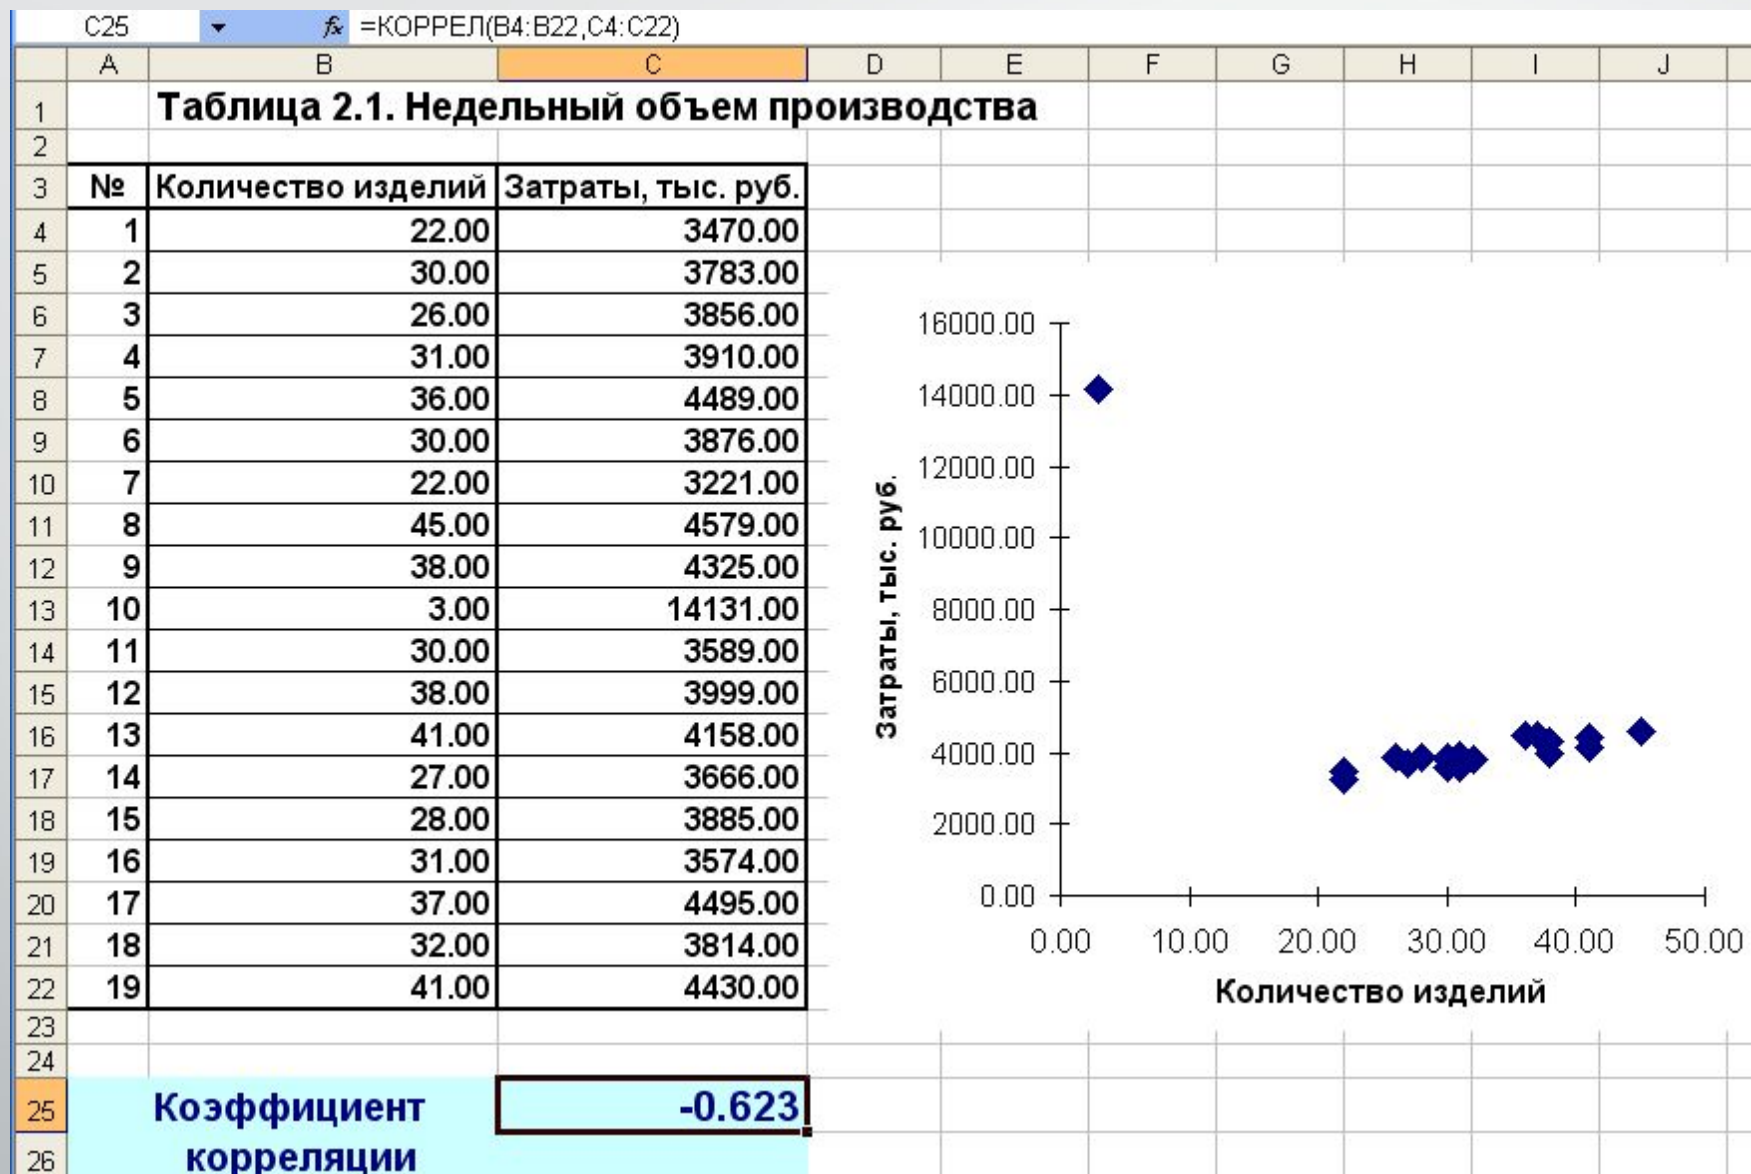 C25 fx =КОРРЕЛ(B4:B22,C4:C22)
A B C D E F G H I J
1 Таблица 2.1. Недельный объем производства
2
3 № Количество изделий Затраты, тыс. руб.
4 1 22.00 3470.00
5 2 30.00 3783.00
6 3 26.00 3856.00
7 4 31.00 3910.00
8 5 36.00 4489.00
9 6 30.00 3876.00
10 7 22.00 3221.00
11 8 45.00 4579.00
12 9 38.00 4325.00
13 10 3.00 14131.00
14 11 30.00 3589.00
15 12 38.00 3999.00
16 13 41.00 4158.00
17 14 27.00 3666.00
18 15 28.00 3885.00
19 16 31.00 3574.00
20 17 37.00 4495.00
21 18 32.00 3814.00
22 19 41.00 4430.00
23
24
25 Коэффициент -0.623
26 корреляции
16000.00
14000.00
12000.00
10000.00
8000.00
6000.00
4000.00
2000.00
0.00
Затраты, тыс. руб.
0.00 10.00 20.00 30.00 40.00 50.00
Количество изделий